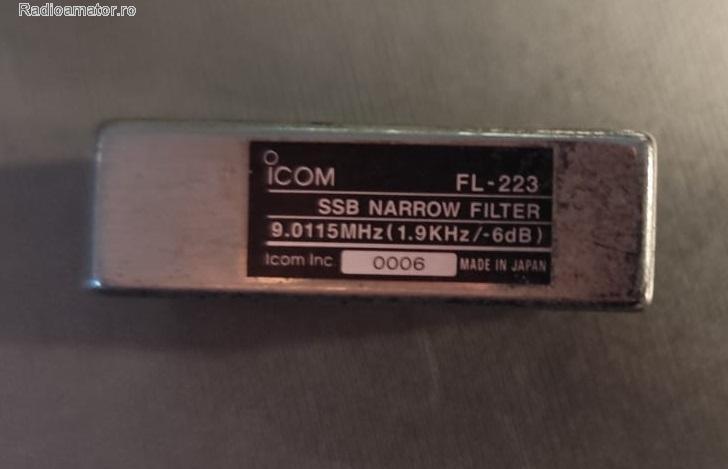 Radioamator.ro
ICOM FL-223
SSB NARROW FILTER
9.0115MHz(1.9KHz/-6dB)
Icom Inc. 0006 MADE IN JAPAN